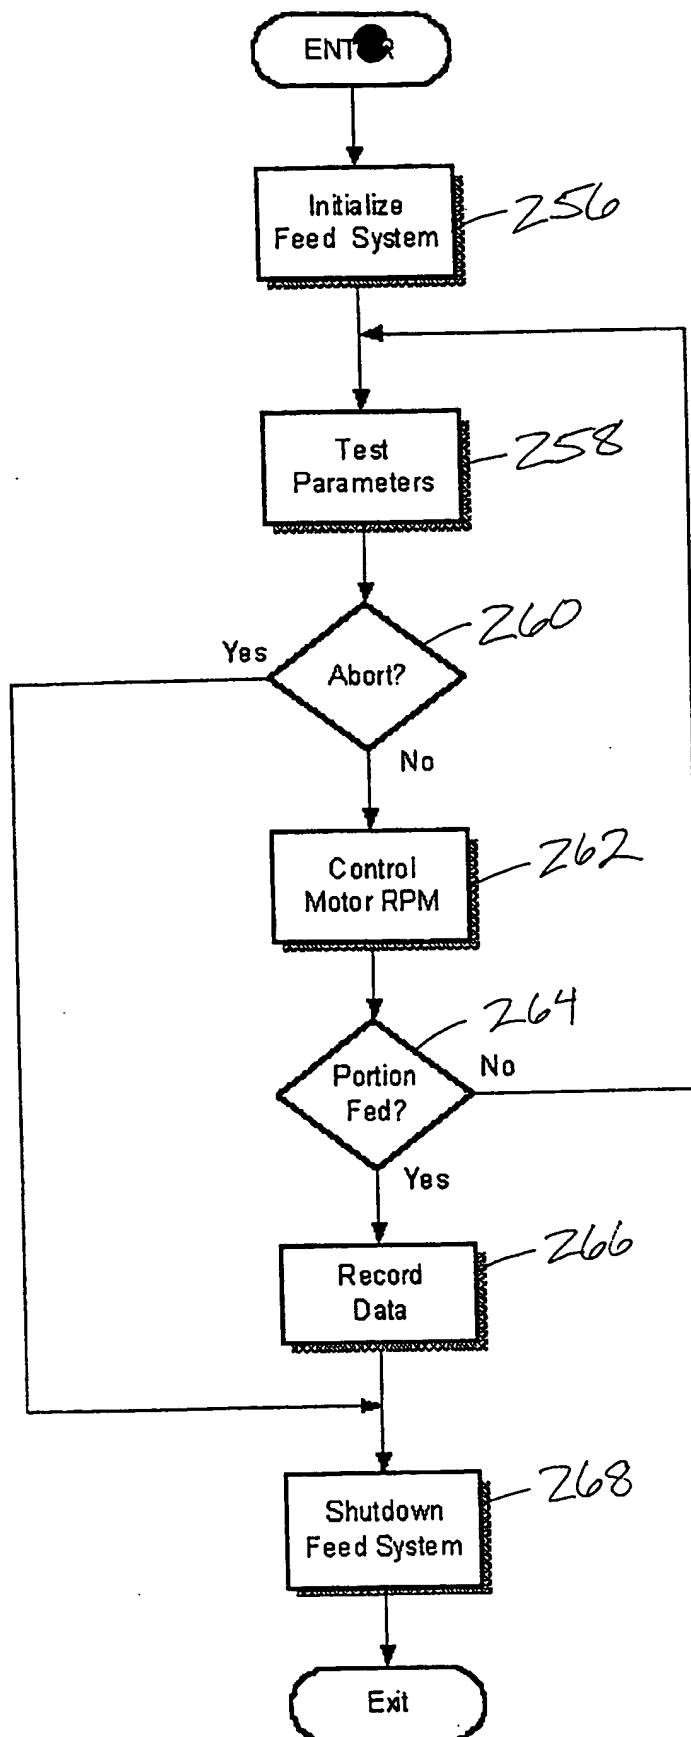 ENTER
Initialize
Feed System
256
Test
Parameters
258
260
Yes
Abort?
No
Control
Motor RPM
262
264
Portion
Fed?
No
Yes
Record
Data
266
Shutdown
Feed System
268
Exit